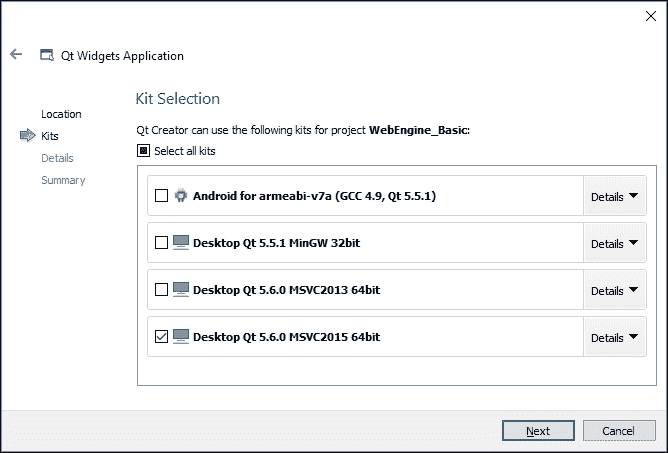 Qt Widgets Application
Location
Kits
Details
Summary
Kit Selection
Qt Creator can use the following kits for project WebEngine_Basic:
Select all kits
Android for armeabi-v7a (GCC 4.9, Qt 5.5.1) Details
Desktop Qt 5.5.1 MinGW 32bit Details
Desktop Qt 5.6.0 MSVC2013 64bit Details
Desktop Qt 5.6.0 MSVC2015 64bit Details
Next Cancel